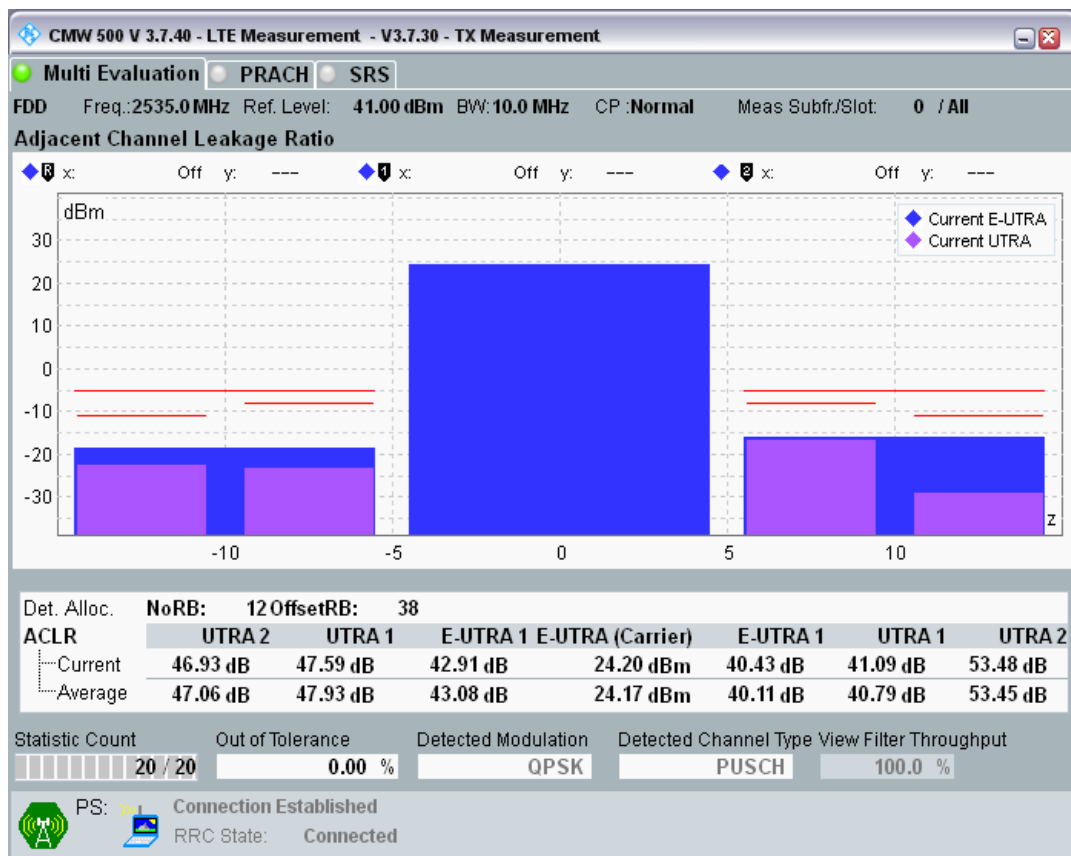 CMW 500 V 3.7.40 - LTE Measurement - V3.7.30 - TX Measurement
Multi Evaluation PRACH SRS
FDD Freq.:2535.0 MHz Ref. Level: 41.00 dBm BW:10.0 MHz CP :Normal Meas Subfr./Slot: 0 / All
Adjacent Channel Leakage Ratio
R x: Off y: --- 1 x: Off y: --- 2 x: Off y: ---
dBm
Current E-UTRA
Current UTRA
30
20
10
0
-10
-20
-30
z
-10 -5 0 5 10
Det. Alloc. NoRB: 12 OffsetRB: 38
ACLR UTRA 2 UTRA 1 E-UTRA 1 E-UTRA (Carrier) E-UTRA 1 UTRA 1 UTRA 2
Current 46.93 dB 47.59 dB 42.91 dB 24.20 dBm 40.43 dB 41.09 dB 53.48 dB
Average 47.06 dB 47.93 dB 43.08 dB 24.17 dBm 40.11 dB 40.79 dB 53.45 dB
Statistic Count Out of Tolerance Detected Modulation Detected Channel Type View Filter Throughput
20 / 20 0.00 % QPSK PUSCH 100.0 %
PS: Connection Established
RRC State: Connected